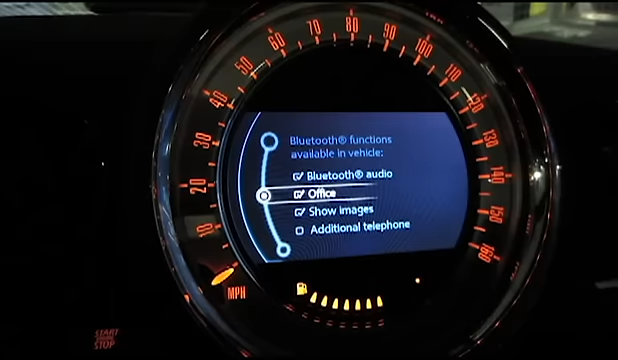 10
20
30
40
50
60
70
80
90
100
110
120
130
140
150
160
MPH
Bluetooth® functions
available in vehicle:
Bluetooth® audio
Office
Show images
Additional telephone
START
STOP